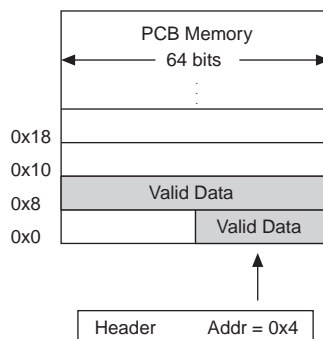 PCB Memory
64 bits
0x18
0x10
Valid Data
0x8
Valid Data
0x0
Header Addr = 0x4